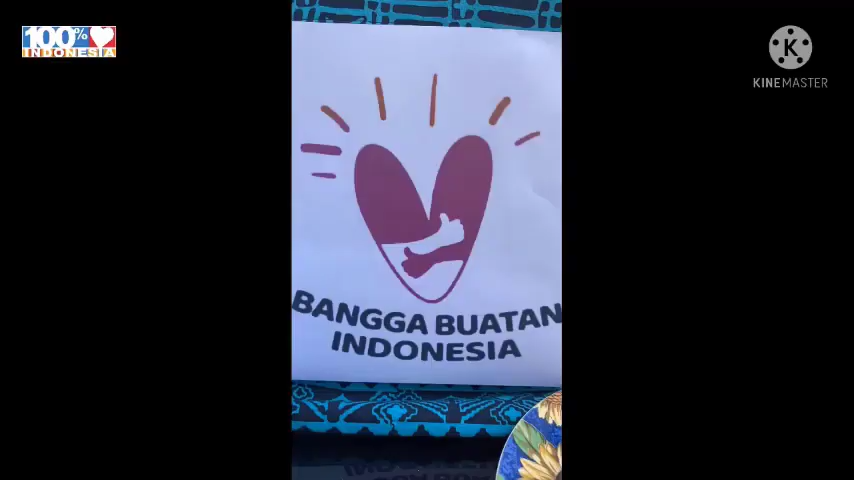 100%
INDONESIA
K
KINEMASTER
BANGGA BUATAN
INDONESIA